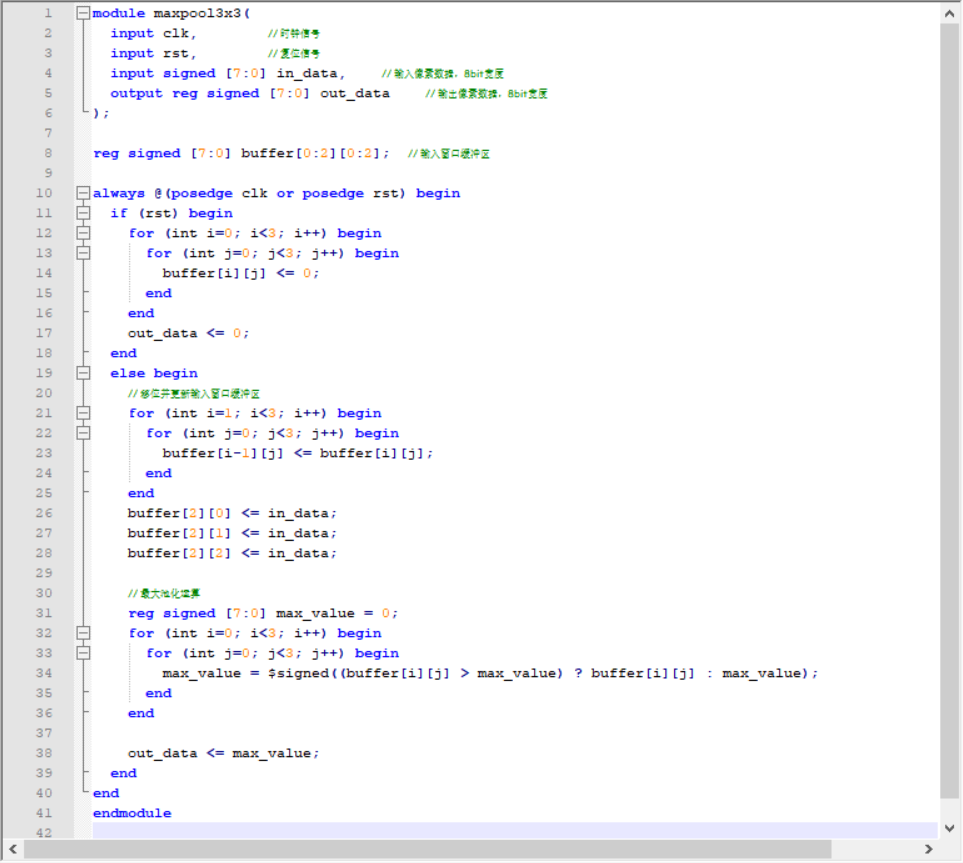 1 module maxpool3x3(
2 input clk, //时钟信号
3 input rst, //复位信号
4 input signed [7:0] in_data, //输入像素数据，8bit宽度
5 output reg signed [7:0] out_data //输出像素数据，8bit宽度
6 );
7
8 reg signed [7:0] buffer[0:2][0:2]; //输入窗口缓冲区
9
10 always @(posedge clk or posedge rst) begin
11 if (rst) begin
12 for (int i=0; i<3; i++) begin
13 for (int j=0; j<3; j++) begin
14 buffer[i][j] <= 0;
15 end
16 end
17 out_data <= 0;
18 end
19 else begin
20 //移位并更新输入窗口缓冲区
21 for (int i=1; i<3; i++) begin
22 for (int j=0; j<3; j++) begin
23 buffer[i-1][j] <= buffer[i][j];
24 end
25 end
26 buffer[2][0] <= in_data;
27 buffer[2][1] <= in_data;
28 buffer[2][2] <= in_data;
29
30 //最大池化运算
31 reg signed [7:0] max_value = 0;
32 for (int i=0; i<3; i++) begin
33 for (int j=0; j<3; j++) begin
34 max_value = $signed((buffer[i][j] > max_value) ? buffer[i][j] : max_value);
35 end
36 end
37
38 out_data <= max_value;
39 end
40 end
41 endmodule
42